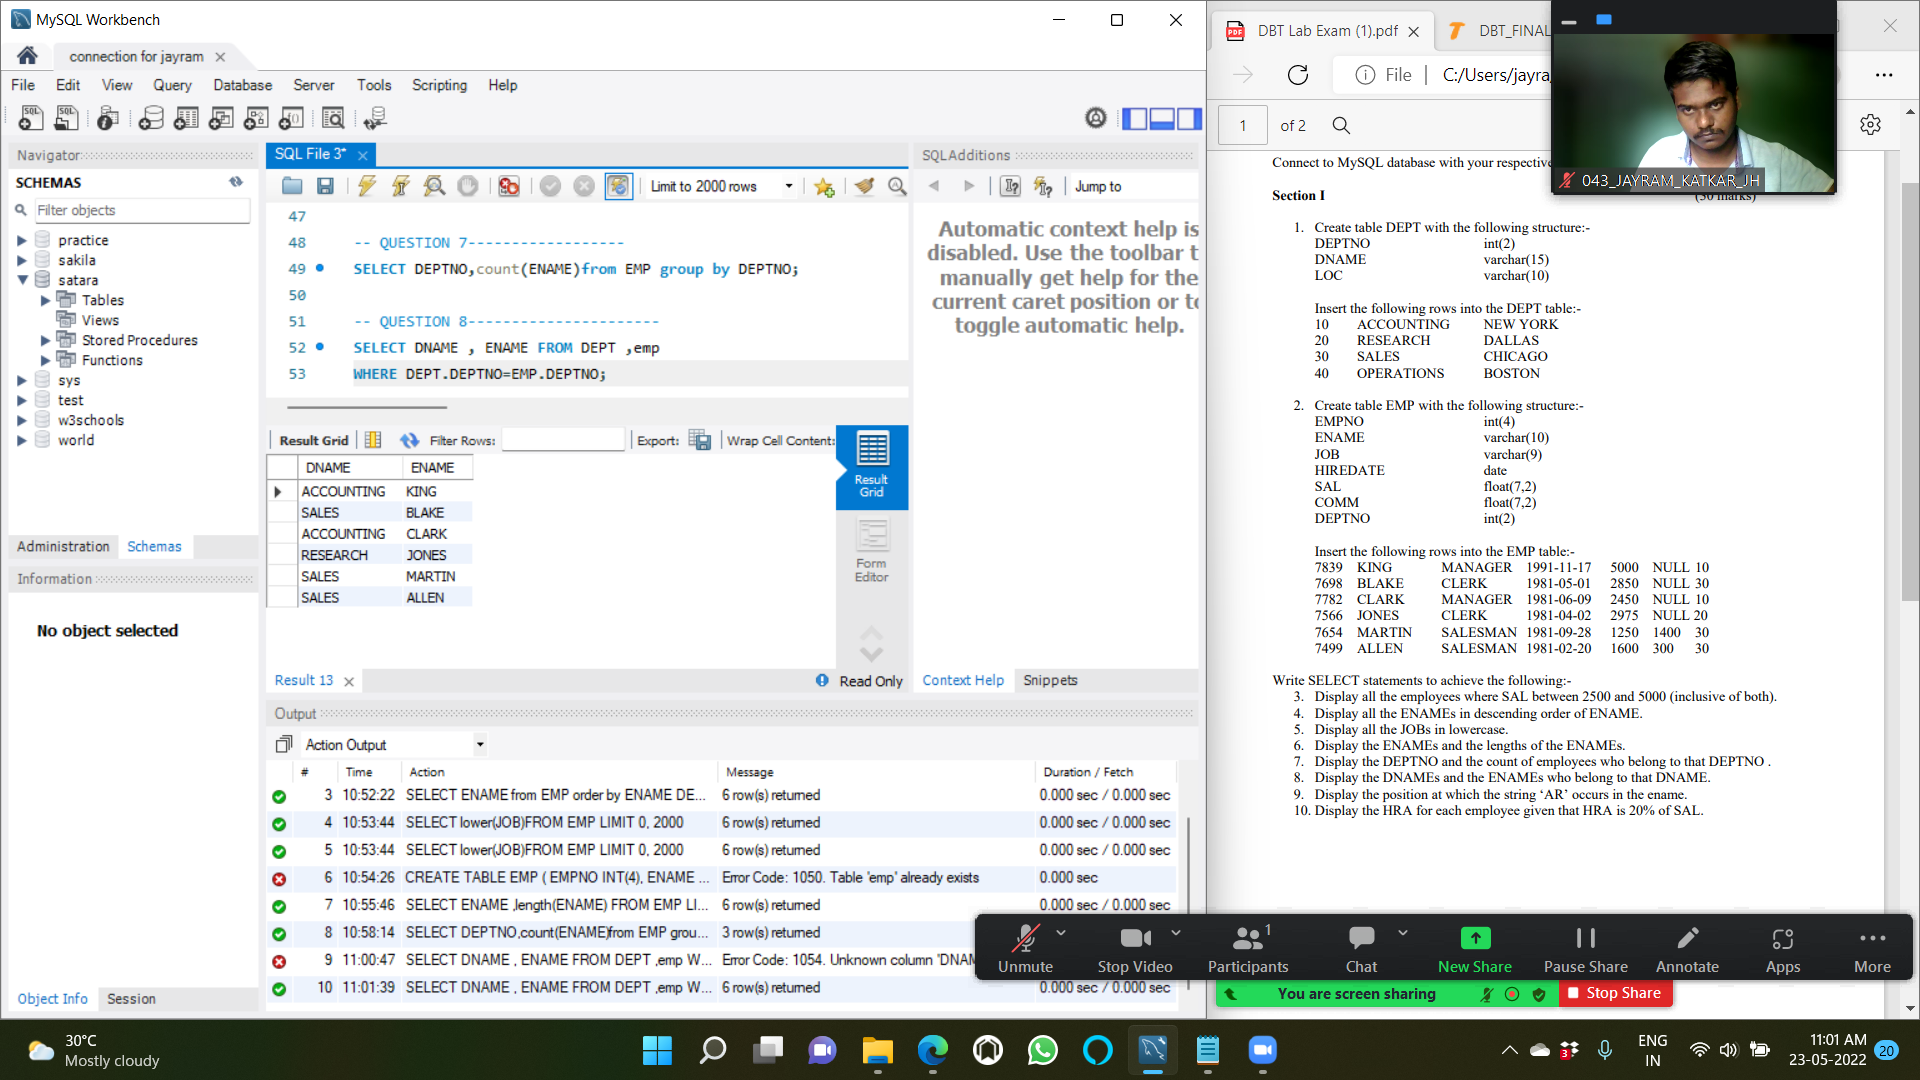 MySQL Workbench
connection for jayram
File Edit View Query Database Server Tools Scripting Help
Navigator
SCHEMAS
Filter objects
practice
sakila
satara
Tables
Views
Stored Procedures
Functions
sys
test
w3schools
world
Administration Schemas
Information
No object selected
Object Info Session
SQL File 3*
Limit to 2000 rows
47
48 -- QUESTION 7------------------
49 SELECT DEPTNO,count(ENAME)from EMP group by DEPTNO;
50
51 -- QUESTION 8----------------------
52 SELECT DNAME , ENAME FROM DEPT ,emp
53 WHERE DEPT.DEPTNO=EMP.DEPTNO;
Result Grid Filter Rows: Export: Wrap Cell Content:
DNAME ENAME
ACCOUNTING KING
SALES BLAKE
ACCOUNTING CLARK
RESEARCH JONES
SALES MARTIN
SALES ALLEN
Result Grid
Form Editor
Result 13 Read Only
SQLAdditions
Jump to
Automatic context help is
disabled. Use the toolbar t
manually get help for the
current caret position or to
toggle automatic help.
Context Help Snippets
Output
Action Output
# Time Action Message Duration / Fetch
3 10:52:22 SELECT ENAME from EMP order by ENAME DE... 6 row(s) returned 0.000 sec / 0.000 sec
4 10:53:44 SELECT lower(JOB)FROM EMP LIMIT 0, 2000 6 row(s) returned 0.000 sec / 0.000 sec
5 10:53:44 SELECT lower(JOB)FROM EMP LIMIT 0, 2000 6 row(s) returned 0.000 sec / 0.000 sec
6 10:54:26 CREATE TABLE EMP ( EMPNO INT(4), ENAME ... Error Code: 1050. Table 'emp' already exists 0.000 sec
7 10:55:46 SELECT ENAME ,length(ENAME) FROM EMP LI... 6 row(s) returned 0.000 sec / 0.000 sec
8 10:58:14 SELECT DEPTNO,count(ENAME)from EMP grou... 3 row(s) returned
9 11:00:47 SELECT DNAME , ENAME FROM DEPT ,emp W... Error Code: 1054. Unknown column 'DNAM
10 11:01:39 SELECT DNAME , ENAME FROM DEPT ,emp W... 6 row(s) returned 0.000 sec / 0.000 sec
DBT Lab Exam (1).pdf
DBT_FINAL
File C:/Users/jayra
1 of 2
043_JAYRAM_KATKAR_JH
Connect to MySQL database with your respective
Section I (50 marks)
1. Create table DEPT with the following structure:-
DEPTNO int(2)
DNAME varchar(15)
LOC varchar(10)
Insert the following rows into the DEPT table:-
10 ACCOUNTING NEW YORK
20 RESEARCH DALLAS
30 SALES CHICAGO
40 OPERATIONS BOSTON
2. Create table EMP with the following structure:-
EMPNO int(4)
ENAME varchar(10)
JOB varchar(9)
HIREDATE date
SAL float(7,2)
COMM float(7,2)
DEPTNO int(2)
Insert the following rows into the EMP table:-
7839 KING MANAGER 1991-11-17 5000 NULL 10
7698 BLAKE CLERK 1981-05-01 2850 NULL 30
7782 CLARK MANAGER 1981-06-09 2450 NULL 10
7566 JONES CLERK 1981-04-02 2975 NULL 20
7654 MARTIN SALESMAN 1981-09-28 1250 1400 30
7499 ALLEN SALESMAN 1981-02-20 1600 300 30
Write SELECT statements to achieve the following:-
3. Display all the employees where SAL between 2500 and 5000 (inclusive of both).
4. Display all the ENAMEs in descending order of ENAME.
5. Display all the JOBs in lowercase.
6. Display the ENAMEs and the lengths of the ENAMEs.
7. Display the DEPTNO and the count of employees who belong to that DEPTNO .
8. Display the DNAMEs and the ENAMEs who belong to that DNAME.
9. Display the position at which the string ‘AR’ occurs in the ename.
10. Display the HRA for each employee given that HRA is 20% of SAL.
Unmute Stop Video Participants 1 Chat New Share Pause Share Annotate Apps More
You are screen sharing Stop Share
30°C
Mostly cloudy
3
ENG
IN
11:01 AM
23-05-2022
20